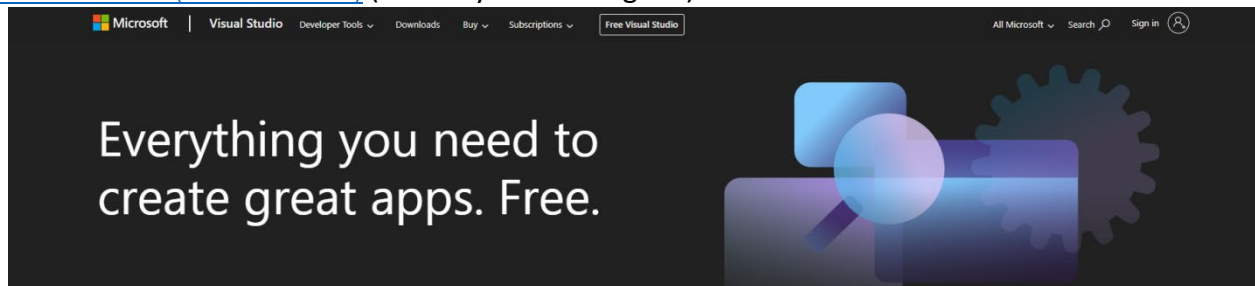 Microsoft | Visual Studio Developer Tools Downloads Buy Subscriptions Free Visual Studio All Microsoft Search Sign in
Everything you need to
create great apps. Free.